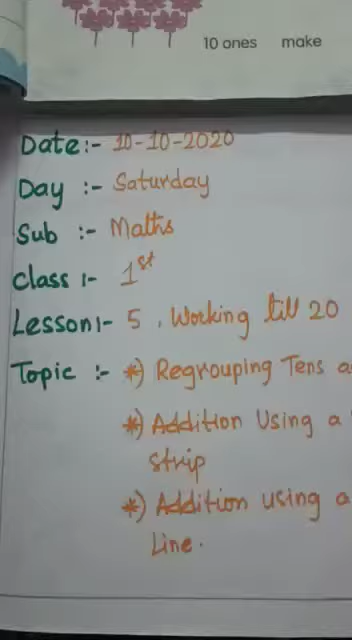 10 ones make
Date:- 10-10-2020
Day :- Saturday
Sub :- Maths
Class :- 1st
Lesson:- 5, Working till 20
Topic :- *) Regrouping Tens a
*) Addition Using a
strip
*) Addition using a
Line.